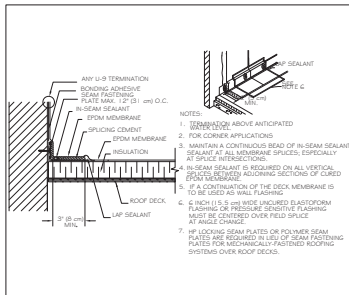 ANY U-9 TERMINATION
BONDING ADHESIVE
SEAM FASTENING
PLATE MAX. 12" (31 cm) O.C.
IN-SEAM SEALANT
EPDM MEMBRANE
SPLICING CEMENT
EPDM MEMBRANE
INSULATION
ROOF DECK
LAP SEALANT
3" (8 cm)
MIN.
LAP SEALANT
SEE
NOTE 6
MIN.
NOTES:
1. TERMINATION ABOVE ANTICIPATED
WATER LEVEL.
2. FOR CORNER APPLICATIONS
3. MAINTAIN A CONTINUOUS BEAD OF IN-SEAM SEALANT
SEALANT AT ALL MEMBRANE SPLICES; ESPECIALLY
AT SPLICE INTERSECTIONS.
4. IN-SEAM SEALANT IS REQUIRED ON ALL VERTICAL
SPLICES BETWEEN ADJOINING SECTIONS OF CURED
EPDM MEMBRANE.
5. IF A CONTINUATION OF THE DECK MEMBRANE IS
TO BE USED AS WALL FLASHING
6. 6 INCH (15.5 cm) WIDE UNCURED ELASTOFORM
FLASHING OR PRESSURE SENSITIVE FLASHING
MUST BE CENTERED OVER FIELD SPLICE
AT ANGLE CHANGE.
7. HP LOCKING SEAM PLATES OR POLYMER SEAM
PLATES ARE REQUIRED IN LIEU OF SEAM FASTENING
PLATES FOR MECHANICALLY-FASTENED ROOFING
SYSTEMS OVER ROOF DECKS.